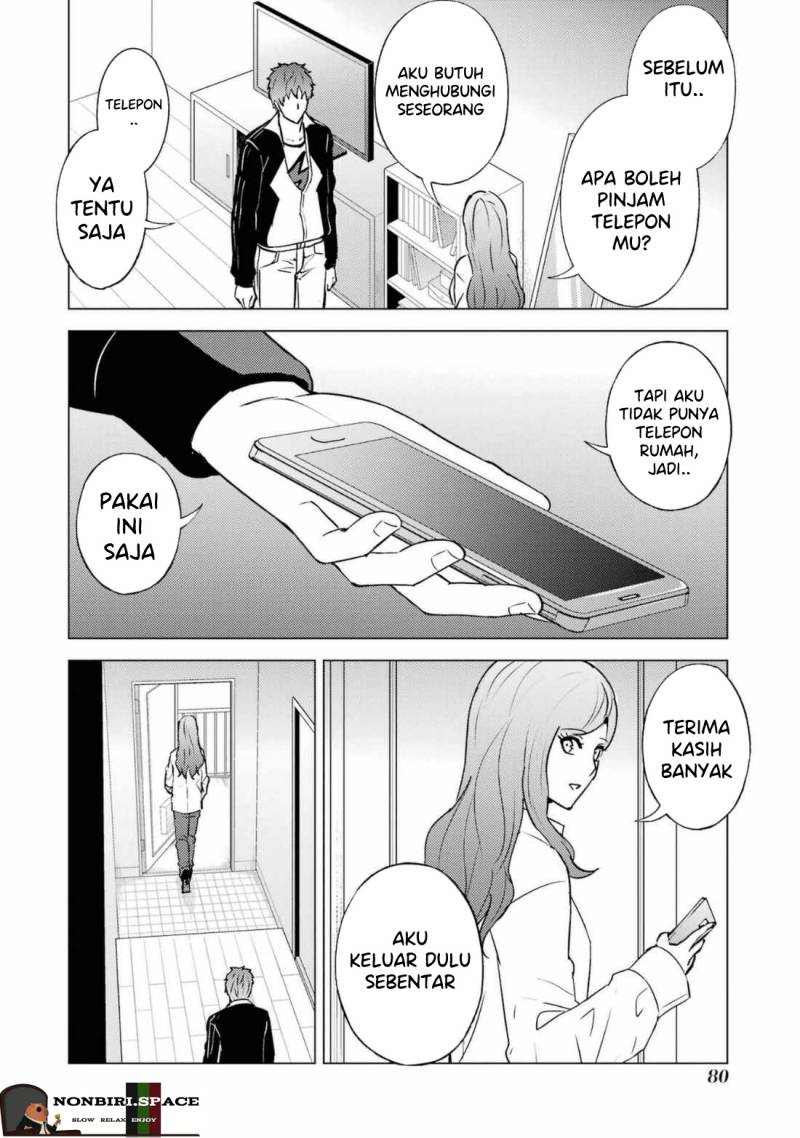 SEBELUM
ITU..
APA BOLEH
PINJAM
TELEPON
MU?
AKU BUTUH
MENGHUBUNGI
SESEORANG
TELEPON
..
YA
TENTU
SAJA
TAPI AKU
TIDAK PUNYA
TELEPON
RUMAH,
JADI..
PAKAI
INI
SAJA
TERIMA
KASIH
BANYAK
AKU
KELUAR DULU
SEBENTAR
80
NONBIRI.SPACE
SLOW RELAX ENJOY